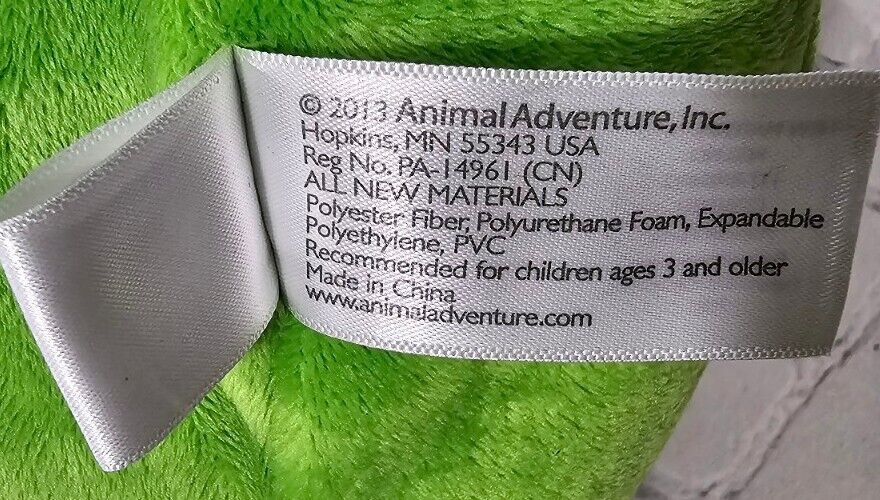 © 2013 Animal Adventure, Inc.
Hopkins, MN 55343 USA
Reg No. PA-14961 (CN)
ALL NEW MATERIALS
Polyester Fiber, Polyurethane Foam, Expandable
Polyethylene, PVC
Recommended for children ages 3 and older
Made in China
www.animaladventure.com